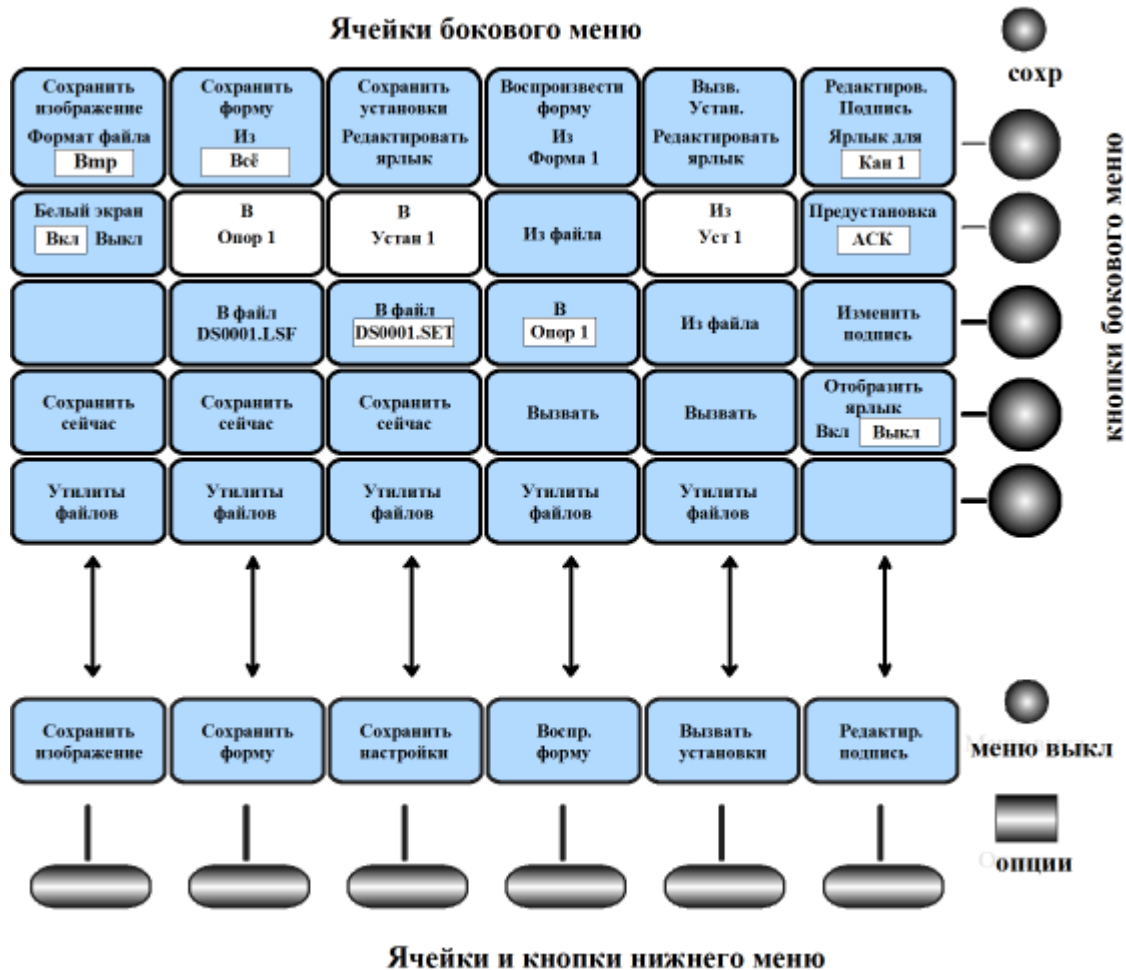 Ячейки бокового меню
сохр
Сохранить
изображение
Формат файла
Bmp
Сохранить
форму
Из
Всё
Сохранить
установки
Редактировать
ярлык
Воспроизвести
форму
Из
Форма 1
Вызв.
Устан.
Редактировать
ярлык
Редактиров.
Подпись
Ярлык для
Кан 1
Белый экран
Вкл Выкл
В
Опор 1
В
Устан 1
Из файла
Из
Уст 1
Предустановка
АСК
В файл
DS0001.LSF
В файл
DS0001.SET
В
Опор 1
Из файла
Изменить
подпись
Сохранить
сейчас
Сохранить
сейчас
Сохранить
сейчас
Вызвать
Вызвать
Отобразить
ярлык
Вкл Выкл
Утилиты
файлов
Утилиты
файлов
Утилиты
файлов
Утилиты
файлов
Утилиты
файлов
кнопки бокового меню
Сохранить
изображение
Сохранить
форму
Сохранить
настройки
Воспр.
форму
Вызвать
установки
Редактир.
подпись
меню выкл
опции
Ячейки и кнопки нижнего меню